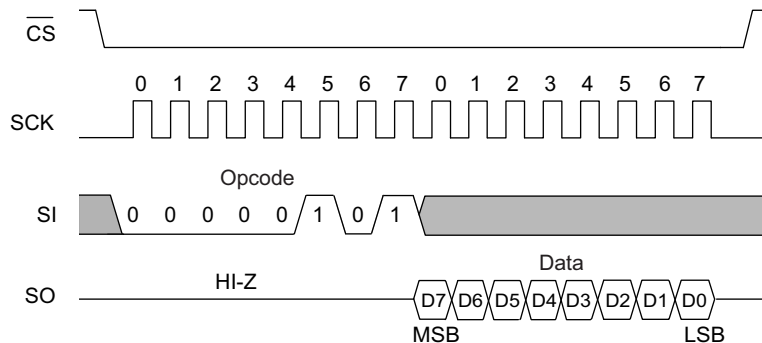 CS
0 1 2 3 4 5 6 7 0 1 2 3 4 5 6 7
SCK
Opcode
SI 0 0 0 0 0 1 0 1
Data
HI-Z
SO D7 D6 D5 D4 D3 D2 D1 D0
MSB LSB